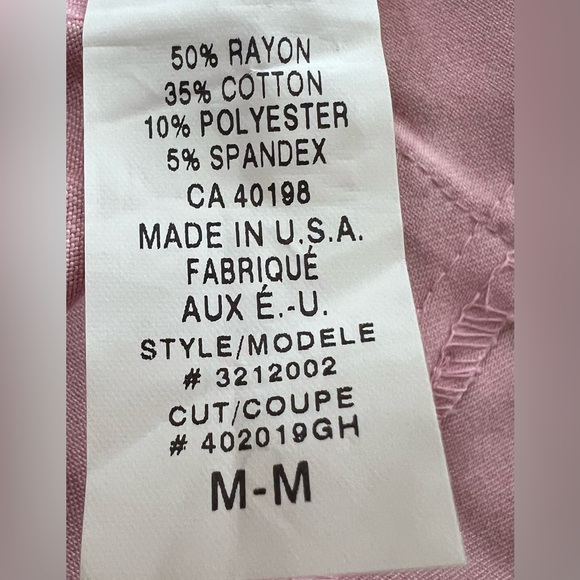 50% RAYON
35% COTTON
10% POLYESTER
5% SPANDEX
CA 40198
MADE IN U.S.A.
FABRIQUÉ
AUX É.-U.
STYLE/MODELE
# 3212002
CUT/COUPE
# 402019GH
M-M